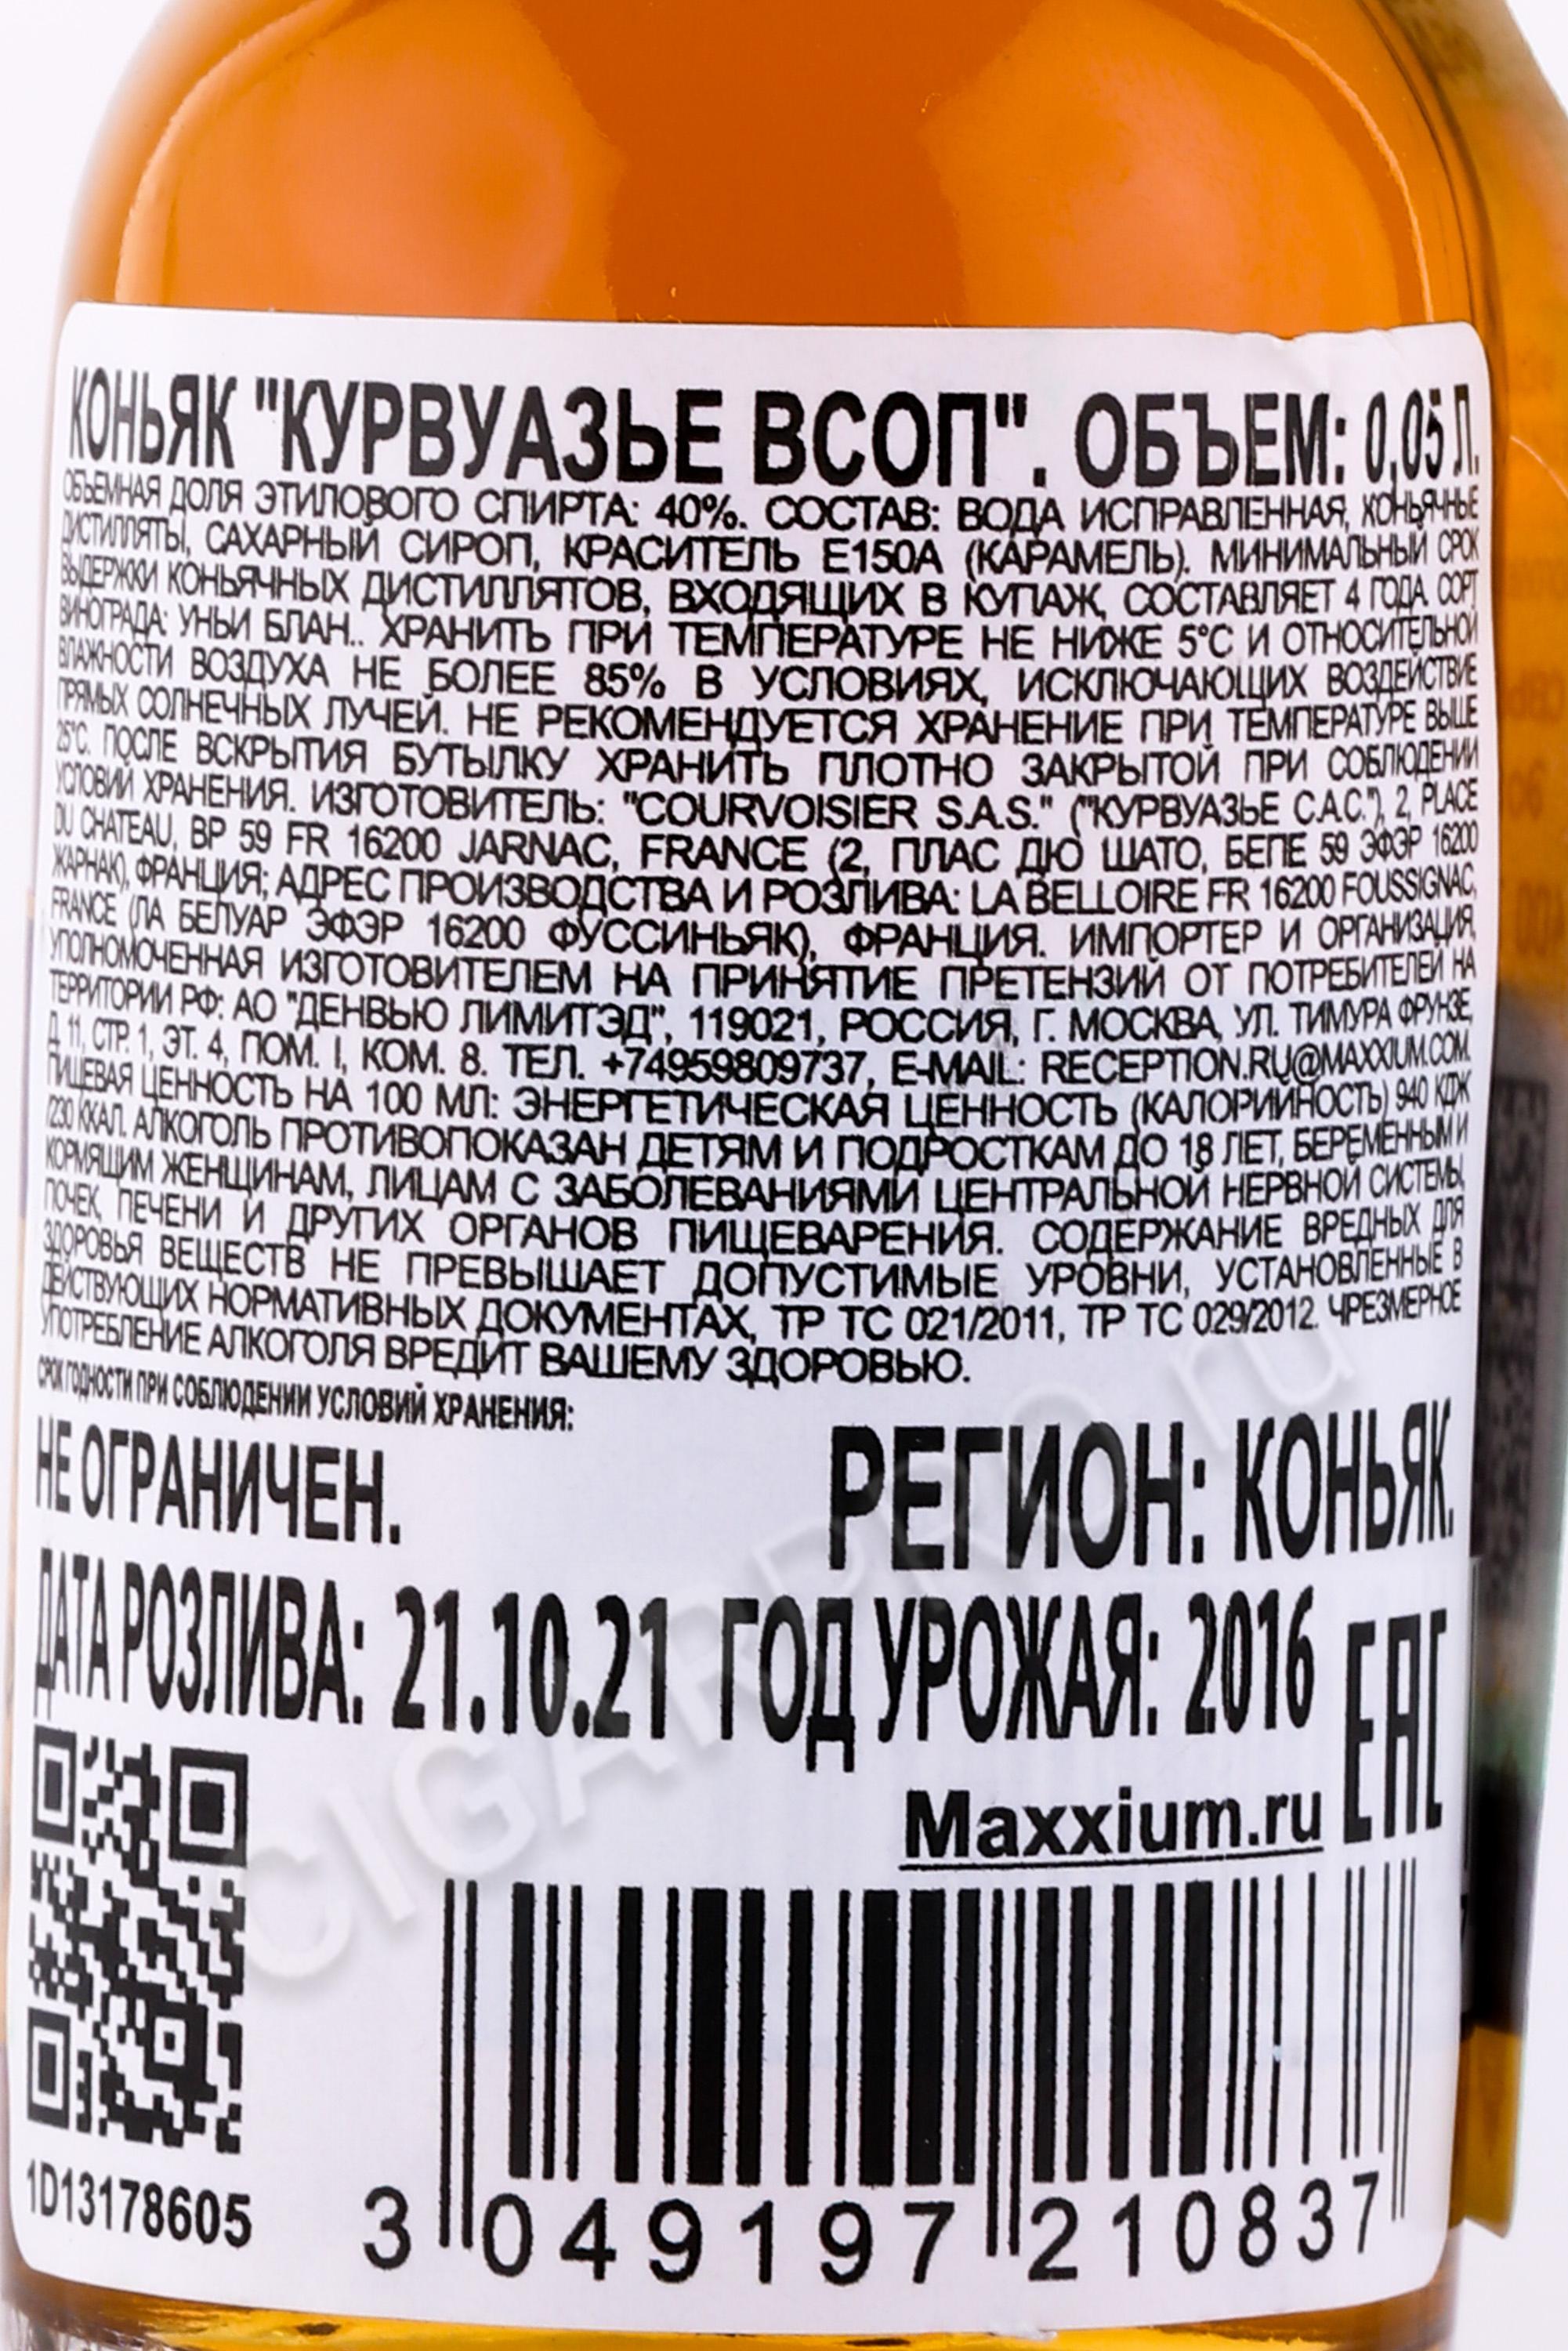 КОНЬЯК "КУРВУАЗЬЕ ВСОП". ОБЪЕМ: 0,05 Л.
ОБЪЕМНАЯ ДОЛЯ ЭТИЛОВОГО СПИРТА: 40%. СОСТАВ: ВОДА ИСПРАВЛЕННАЯ, КОНЬЯЧНЫЕ
ДИСТИЛЛЯТЫ, САХАРНЫЙ СИРОП, КРАСИТЕЛЬ Е150А (КАРАМЕЛЬ). МИНИМАЛЬНЫЙ СРОК
ВЫДЕРЖКИ КОНЬЯЧНЫХ ДИСТИЛЛЯТОВ, ВХОДЯЩИХ В КУПАЖ, СОСТАВЛЯЕТ 4 ГОДА. СОРТ
ВИНОГРАДА: УНЬИ БЛАН.. ХРАНИТЬ ПРИ ТЕМПЕРАТУРЕ НЕ НИЖЕ 5°С И ОТНОСИТЕЛЬНОЙ
ВЛАЖНОСТИ ВОЗДУХА НЕ БОЛЕЕ 85% В УСЛОВИЯХ, ИСКЛЮЧАЮЩИХ ВОЗДЕЙСТВИЕ
ПРЯМЫХ СОЛНЕЧНЫХ ЛУЧЕЙ. НЕ РЕКОМЕНДУЕТСЯ ХРАНЕНИЕ ПРИ ТЕМПЕРАТУРЕ ВЫШЕ
25°С. ПОСЛЕ ВСКРЫТИЯ БУТЫЛКУ ХРАНИТЬ ПЛОТНО ЗАКРЫТОЙ ПРИ СОБЛЮДЕНИИ
УСЛОВИЙ ХРАНЕНИЯ. ИЗГОТОВИТЕЛЬ: "COURVOISIER S.A.S." ("КУРВУАЗЬЕ С.А.С."), 2, PLACE
DU CHATEAU, BP 59 FR 16200 JARNAC, FRANCE (2, ПЛАС ДЮ ШАТО, БЕПЕ 59 ЭФЭР 16200
ЖАРНАК), ФРАНЦИЯ; АДРЕС ПРОИЗВОДСТВА И РОЗЛИВА: LA BELLOIRE FR 16200 FOUSSIGNAC,
FRANCE (ЛА БЕЛУАР ЭФЭР 16200 ФУССИНЬЯК), ФРАНЦИЯ. ИМПОРТЕР И ОРГАНИЗАЦИЯ,
УПОЛНОМОЧЕННАЯ ИЗГОТОВИТЕЛЕМ НА ПРИНЯТИЕ ПРЕТЕНЗИЙ ОТ ПОТРЕБИТЕЛЕЙ НА
ТЕРРИТОРИИ РФ: АО "ДЕНВЬЮ ЛИМИТЭД", 119021, РОССИЯ, Г. МОСКВА, УЛ. ТИМУРА ФРУНЗЕ,
Д. 11, СТР. 1, ЭТ. 4, ПОМ. I, КОМ. 8. ТЕЛ. +74959809737, E-MAIL: RECEPTION.RU@MAXXIUM.COM.
ПИЩЕВАЯ ЦЕННОСТЬ НА 100 МЛ: ЭНЕРГЕТИЧЕСКАЯ ЦЕННОСТЬ (КАЛОРИЙНОСТЬ) 940 КДЖ
/230 ККАЛ. АЛКОГОЛЬ ПРОТИВОПОКАЗАН ДЕТЯМ И ПОДРОСТКАМ ДО 18 ЛЕТ, БЕРЕМЕННЫМ И
КОРМЯЩИМ ЖЕНЩИНАМ, ЛИЦАМ С ЗАБОЛЕВАНИЯМИ ЦЕНТРАЛЬНОЙ НЕРВНОЙ СИСТЕМЫ,
ПОЧЕК, ПЕЧЕНИ И ДРУГИХ ОРГАНОВ ПИЩЕВАРЕНИЯ. СОДЕРЖАНИЕ ВРЕДНЫХ ДЛЯ
ЗДОРОВЬЯ ВЕЩЕСТВ НЕ ПРЕВЫШАЕТ ДОПУСТИМЫЕ УРОВНИ, УСТАНОВЛЕННЫЕ В
ДЕЙСТВУЮЩИХ НОРМАТИВНЫХ ДОКУМЕНТАХ, ТР ТС 021/2011, ТР ТС 029/2012. ЧРЕЗМЕРНОЕ
УПОТРЕБЛЕНИЕ АЛКОГОЛЯ ВРЕДИТ ВАШЕМУ ЗДОРОВЬЮ.
СРОК ГОДНОСТИ ПРИ СОБЛЮДЕНИИ УСЛОВИЙ ХРАНЕНИЯ:
НЕ ОГРАНИЧЕН.
РЕГИОН: КОНЬЯК.
ДАТА РОЗЛИВА: 21.10.21 ГОД УРОЖАЯ: 2016
EAC
Maxxium.ru
1D13178605
3 049197 210837
CIGARPRO.ru